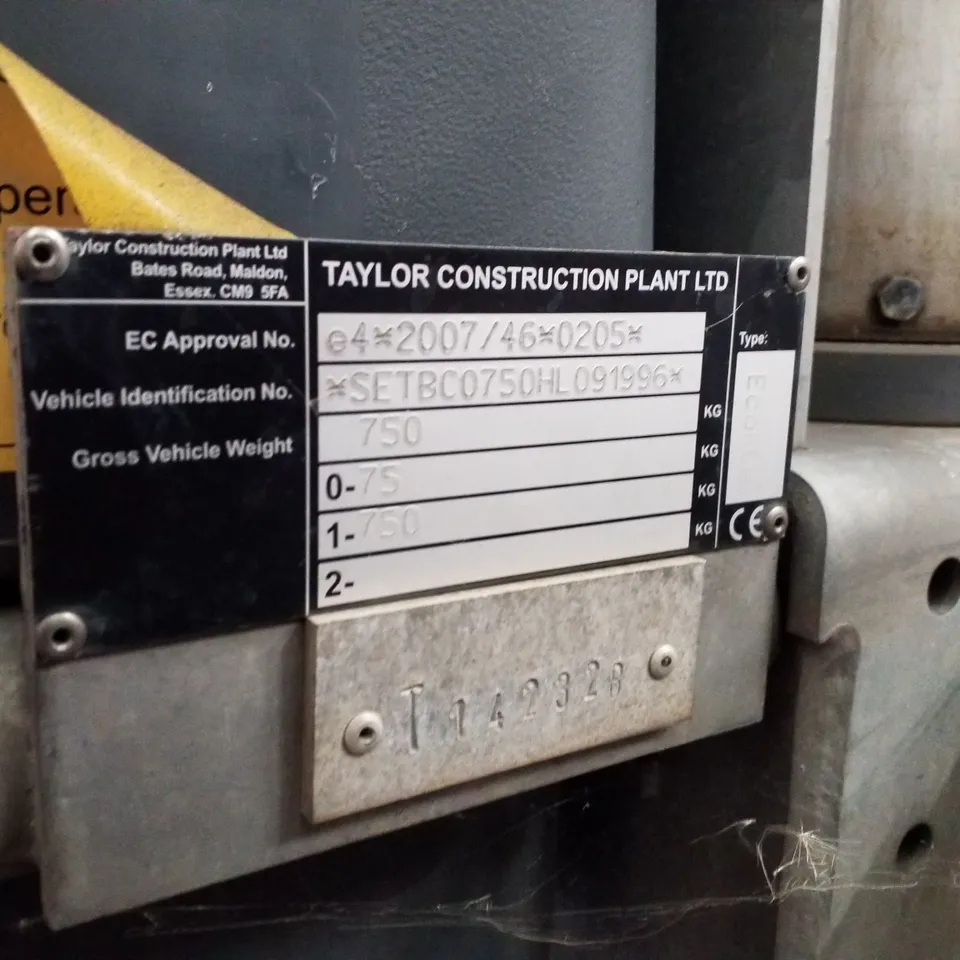 Taylor Construction Plant Ltd
Bates Road, Maldon,
Essex. CM9 5FA
TAYLOR CONSTRUCTION PLANT LTD
EC Approval No.
e4*2007/46*0205*
Vehicle Identification No.
*SETBC0750HL091996*
Gross Vehicle Weight
750 KG
0-75 KG
1-750 KG
2- KG
Type:
CE
T142328